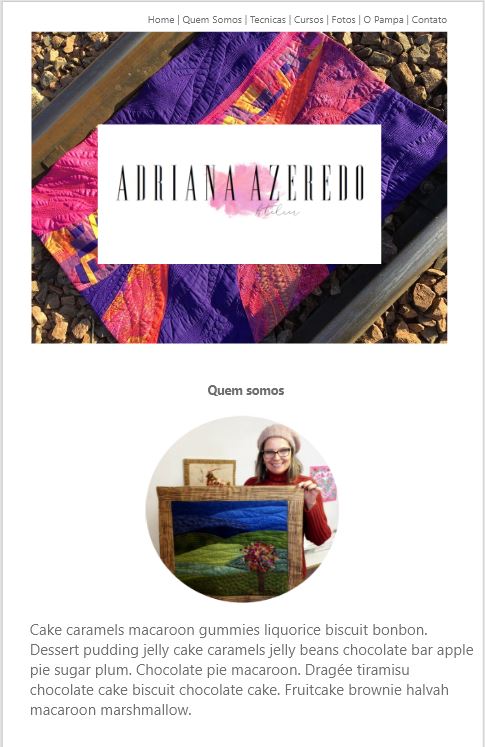 Home | Quem Somos | Tecnicas | Cursos | Fotos | O Pampa | Contato
ADRIANA AZEREDO
Atelier
Quem somos
Cake caramels macaroon gummies liquorice biscuit bonbon.
Dessert pudding jelly cake caramels jelly beans chocolate bar apple
pie sugar plum. Chocolate pie macaroon. Dragée tiramisu
chocolate cake biscuit chocolate cake. Fruitcake brownie halvah
macaroon marshmallow.